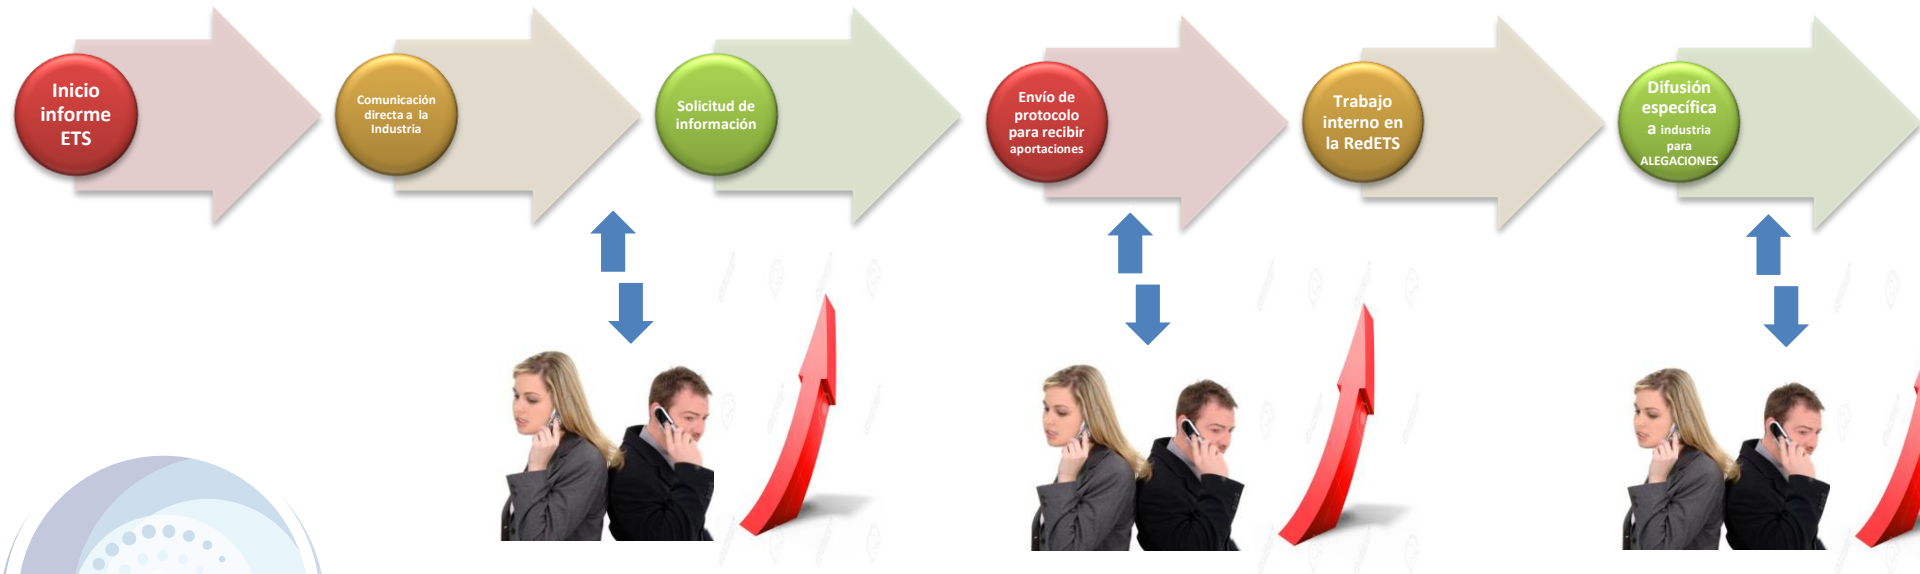 Inicio
informe
ETS
Comunicación
directa a la
Industria
Solicitud de
información
Envío de
protocolo
para recibir
aportaciones
Trabajo
interno en
la RedETS
Difusión
específica
a industria
para
ALEGACIONES